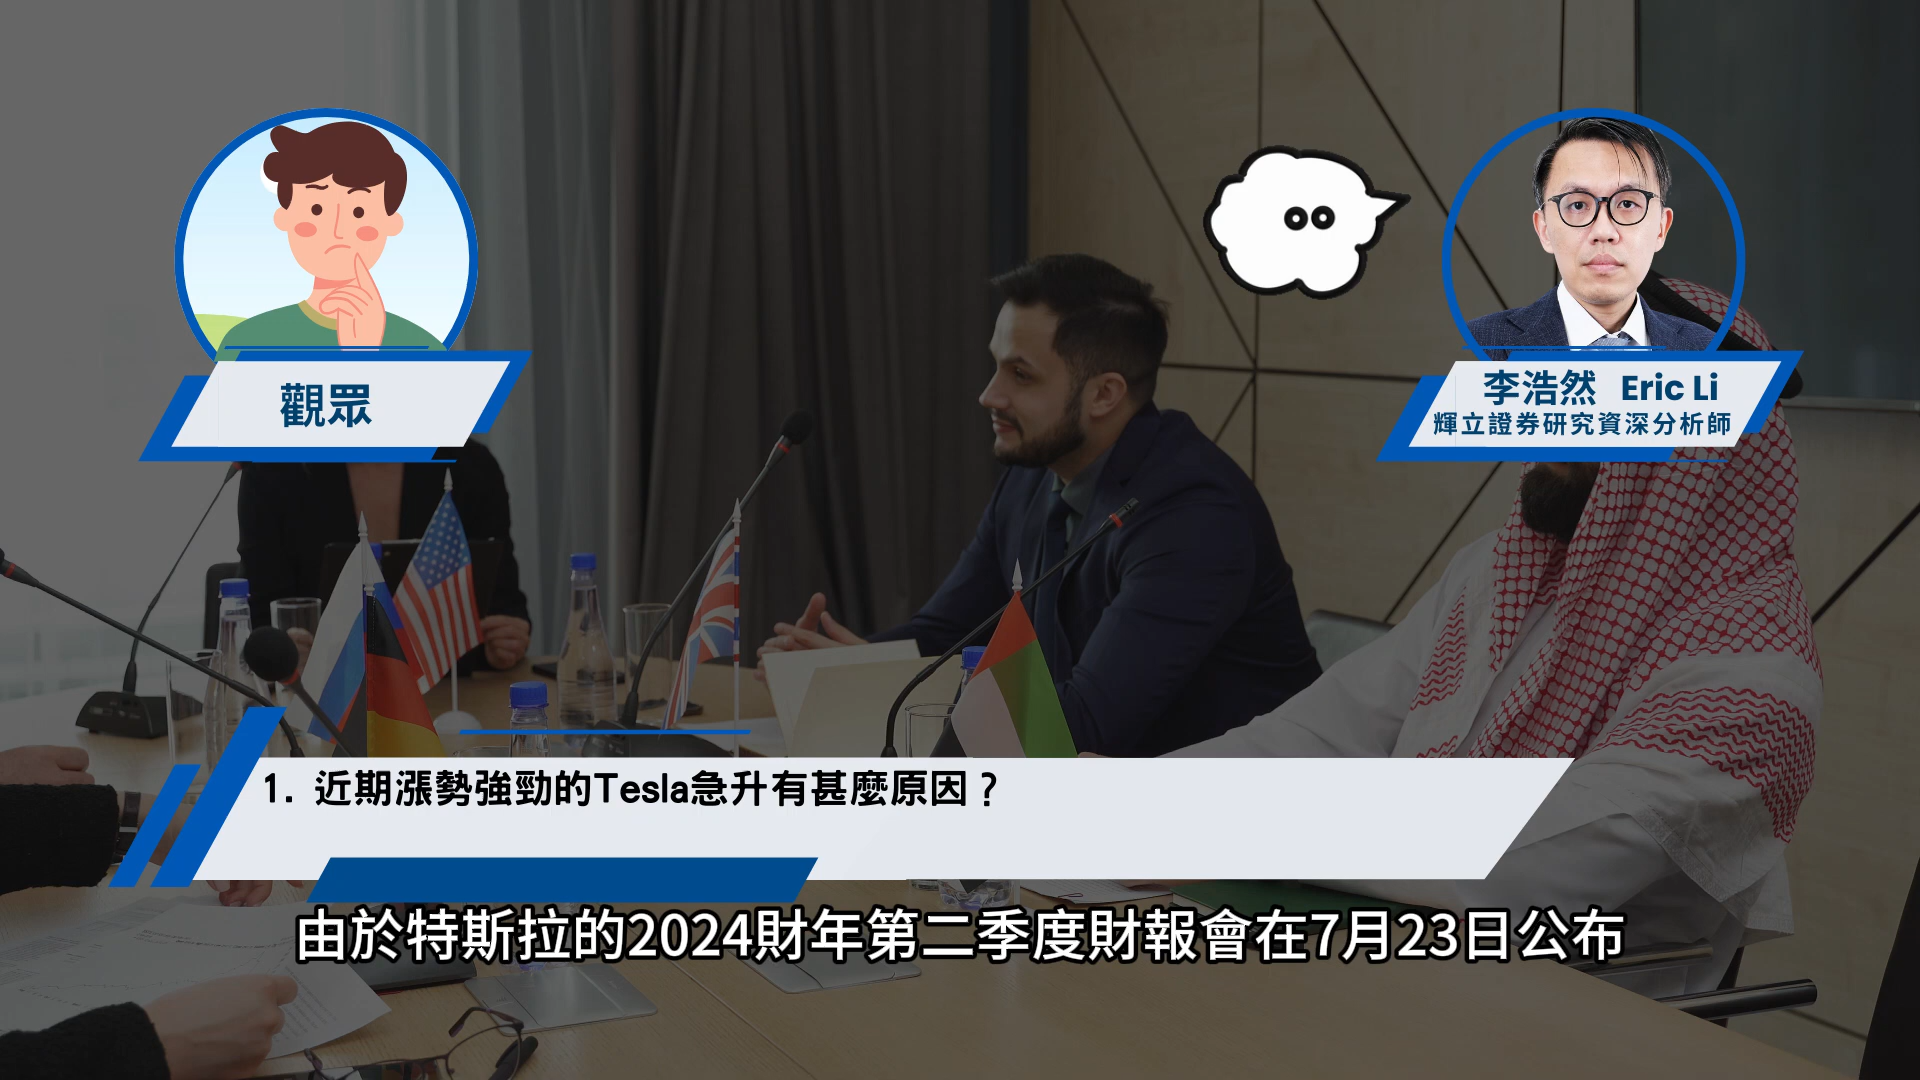 觀眾
李浩然 Eric Li
輝立證券研究資深分析師
1. 近期漲勢強勁的Tesla急升有甚麼原因？
由於特斯拉的2024財年第二季度財報會在7月23日公布